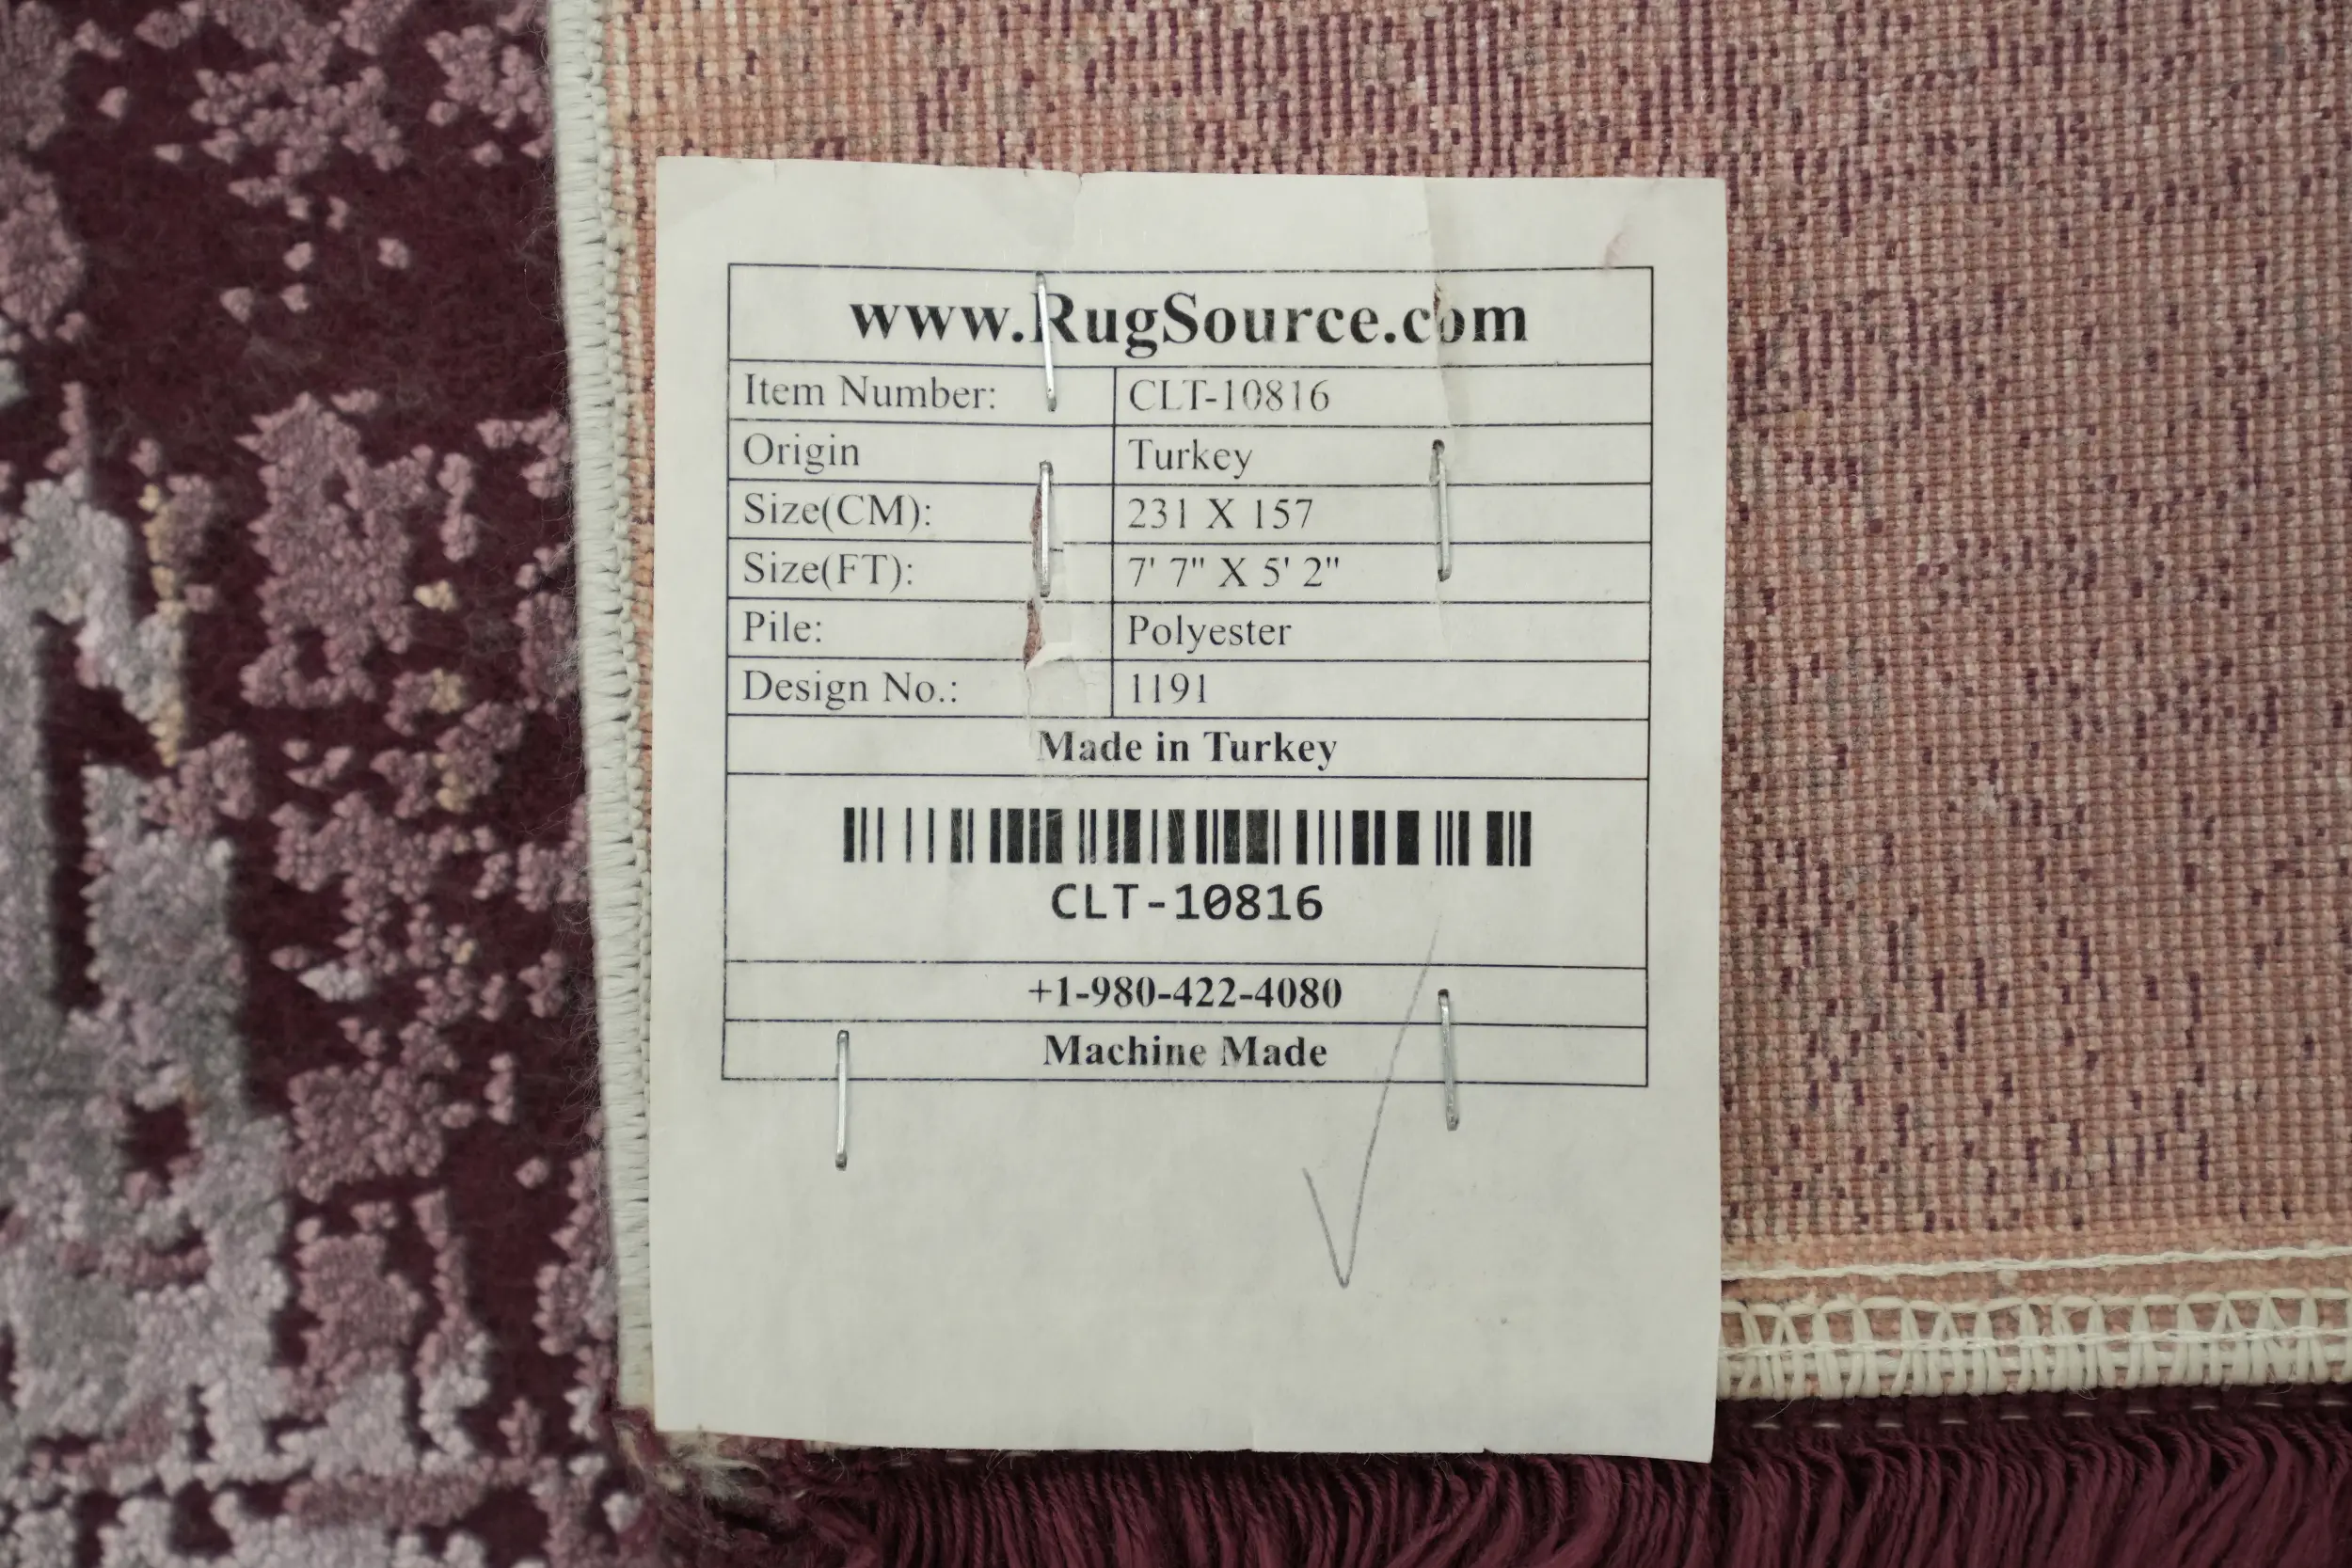 www.RugSource.com
Item Number: CLT-10816
Origin Turkey
Size(CM): 231 X 157
Size(FT): 7' 7" X 5' 2"
Pile: Polyester
Design No.: 1191
Made in Turkey
CLT-10816
+1-980-422-4080
Machine Made